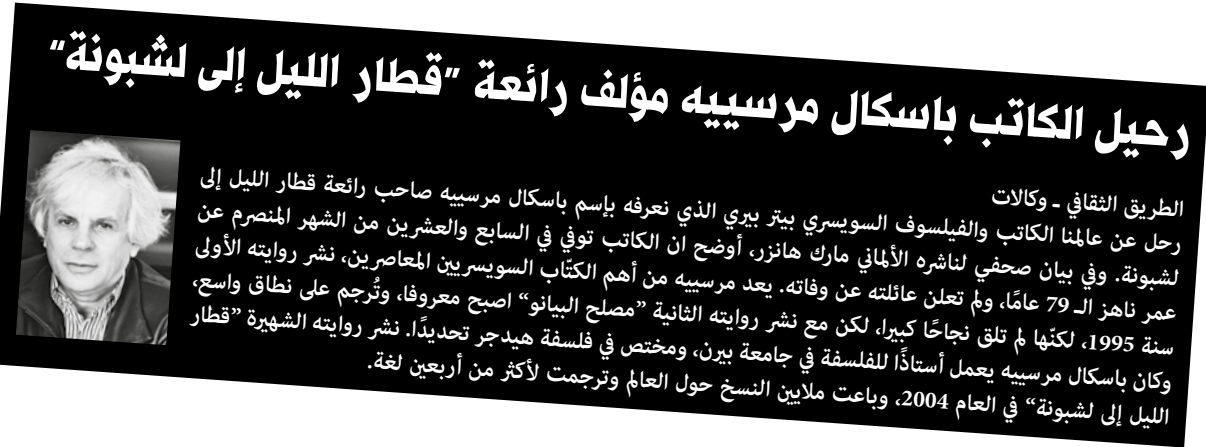 رحيل الكاتب باسكال مرسييه مؤلف رائعة ”قطار الليل إلى لشبونة“
الطريق الثقافي ـ وكالات
رحل عن عالمنا الكاتب والفيلسوف السويسري بيتر بيري الذي نعرفه بإسم باسكال مرسييه صاحب رائعة قطار الليل إلى
لشبونة. وفي بيان صحفي لناشره الألماني مارك هانزر، أوضح ان الكاتب توفي في السابع والعشرين من الشهر المنصرم عن
عمر ناهز الـ 79 عامًا، ولم تعلن عائلته عن وفاته. يعد مرسييه من أهم الكتّاب السويسريين المعاصرين، نشر روايته الأولى
سنة 1995، لكنّها لم تلق نجاحًا كبيرا، لكن مع نشر روايته الثانية ”مصلح البيانو“ اصبح معروفا، وتُرجم على نطاق واسع،
وكان باسكال مرسييه يعمل أستاذًا للفلسفة في جامعة بيرن، ومختص في فلسفة هيدجر تحديدًا. نشر روايته الشهيرة ”قطار
الليل إلى لشبونة“ في العام 2004، وباعت ملايين النسخ حول العالم وترجمت لأكثر من أربعين لغة.